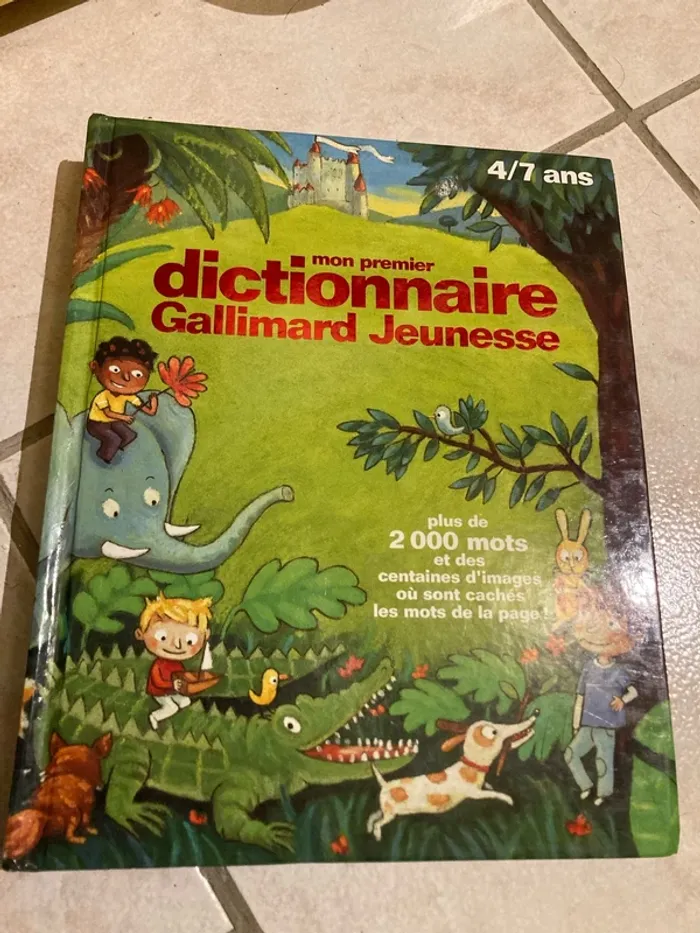 4/7 ans
mon premier
dictionnaire
Gallimard Jeunesse
plus de
2 000 mots
et des
centaines d'images
où sont cachés
les mots de la page !